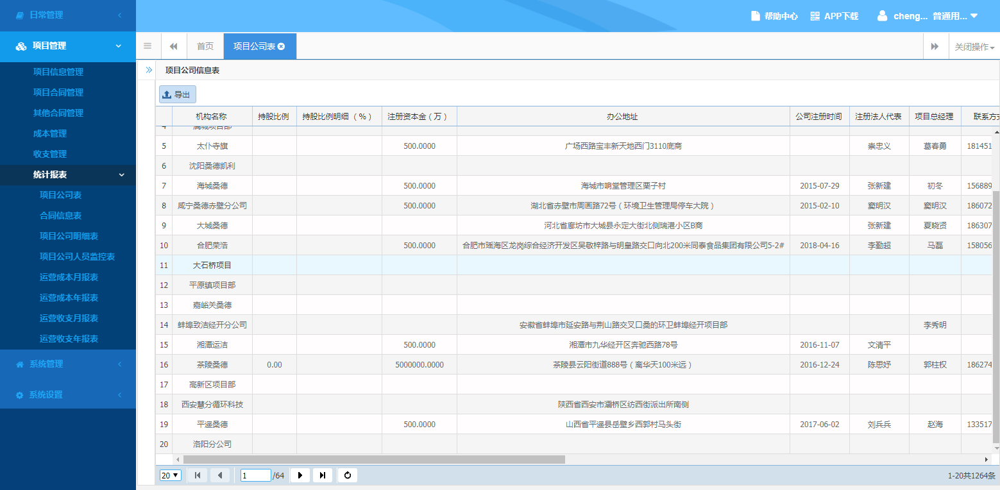 日常管理
帮助中心 APP下载 cheng... 普通用...
项目管理
首页 项目公司表 关闭操作
项目信息管理
项目合同管理
其他合同管理
成本管理
收支管理
统计报表
项目公司表
合同信息表
项目公司明细表
项目公司人员监控表
运营成本月报表
运营成本年报表
运营收支月报表
运营收支年报表
系统管理
系统设置
项目公司信息表
导出
机构名称 持股比例 持股比例明细（%） 注册资本金（万） 办公地址 公司注册时间 注册法人代表 项目总经理 联系方
5 太仆寺旗 500.0000 广场西路宝丰新天地西门3110底商 崇忠义 葛春勇 181451
6 沈阳桑德凯利
7 海城桑德 500.0000 海城市响堂管理区栗子村 2015-07-29 张新建 初冬 156889
8 咸宁桑德赤壁分公司 500.0000 湖北省赤壁市周画路72号（环境卫生管理局停车大院） 2015-02-10 窦明汉 窦明汉 186072
9 大城桑德 河北省廊坊市大城县永定大街北侧瑞港小区B商 张新建 夏晓贤 186307
10 合肥荣浩 500.0000 合肥市瑶海区龙岗综合经济开发区吴敬梓路与明皇路交口向北200米同泰食品集团有限公司5-2# 2018-04-16 李勤超 马磊 158056
11 大石桥项目
12 平原镇项目部
13 嘉峪关桑德
14 蚌埠致洁经开分公司 安徽省蚌埠市延安路与荆山路交叉口桑的环卫蚌埠经开项目部 李秀明
15 湘潭运洁 500.0000 湘潭市九华经开区奔驰西路78号 2016-11-07 文清平
16 茶陵桑德 0.00 5000000.0000 茶陵县云阳街道888号（离华天100米远） 2016-12-24 陈思妤 郭柱权 186274
17 高新区项目部
18 西安慧分循环科技 陕西省西安市灞桥区纺西街派出所南侧
19 平遥桑德 500.0000 山西省平遥县岳壁乡西郭村马头街 2017-06-02 刘兵兵 赵海 133517
20 洛阳分公司
20 1 /64 1-20共1264条